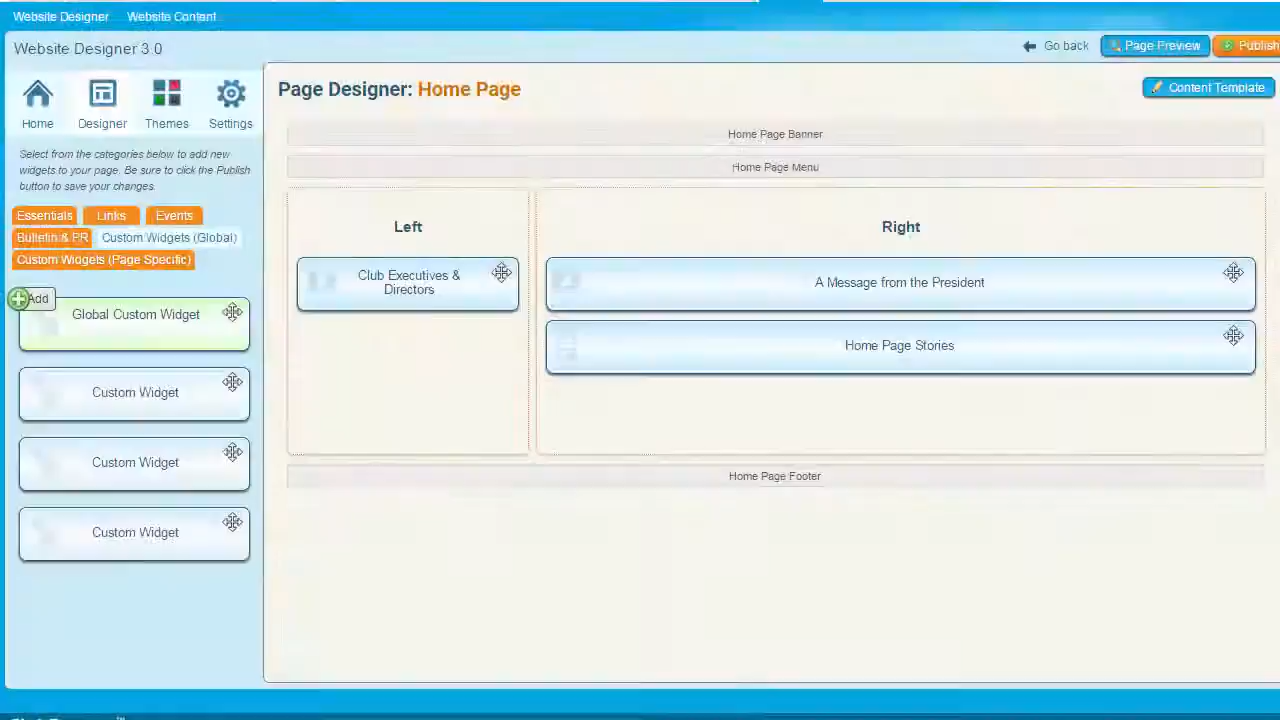 Website Designer Website Content
Website Designer 3.0
Go back
Page Preview
Publish
Home
Designer
Themes
Settings
Select from the categories below to add new
widgets to your page. Be sure to click the Publish
button to save your changes.
Essentials
Links
Events
Bulletin & PR
Custom Widgets (Global)
Custom Widgets (Page Specific)
Add
Global Custom Widget
Custom Widget
Custom Widget
Custom Widget
Page Designer: Home Page
Content Template
Home Page Banner
Home Page Menu
Left
Right
Club Executives &
Directors
A Message from the President
Home Page Stories
Home Page Footer